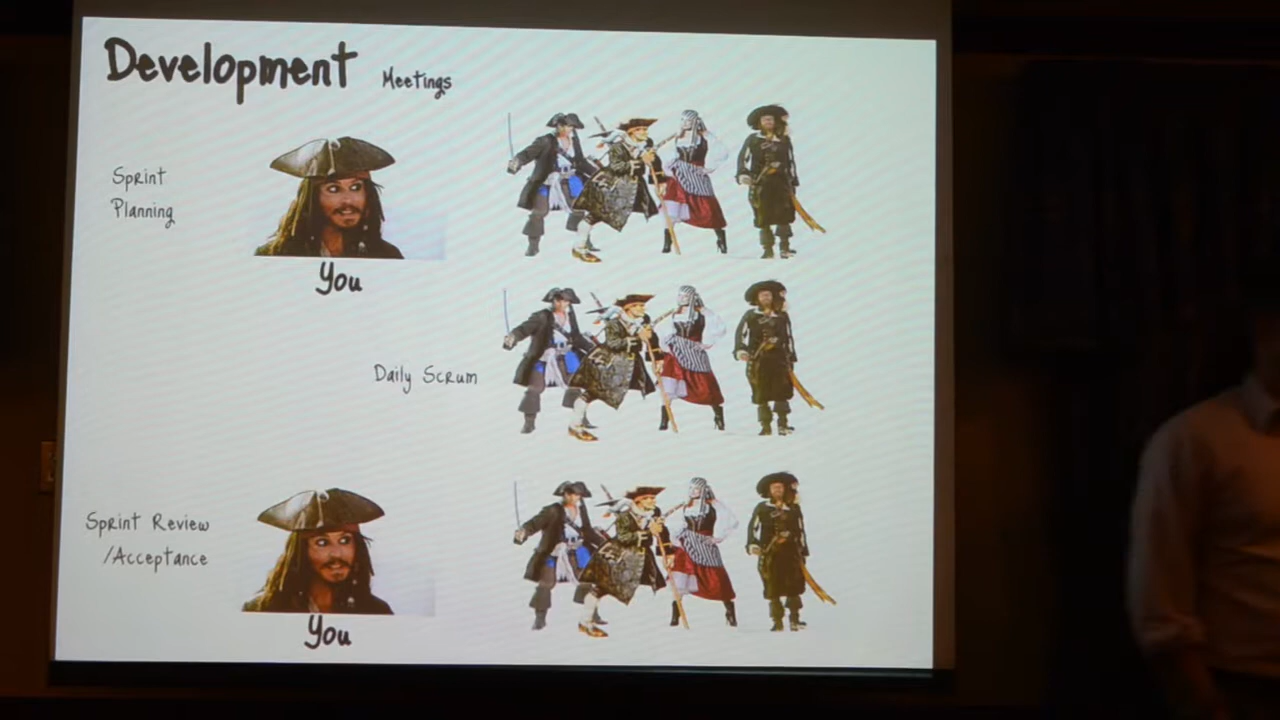 Development Meetings
Sprint
Planning
You
Daily Scrum
Sprint Review
/Acceptance
You